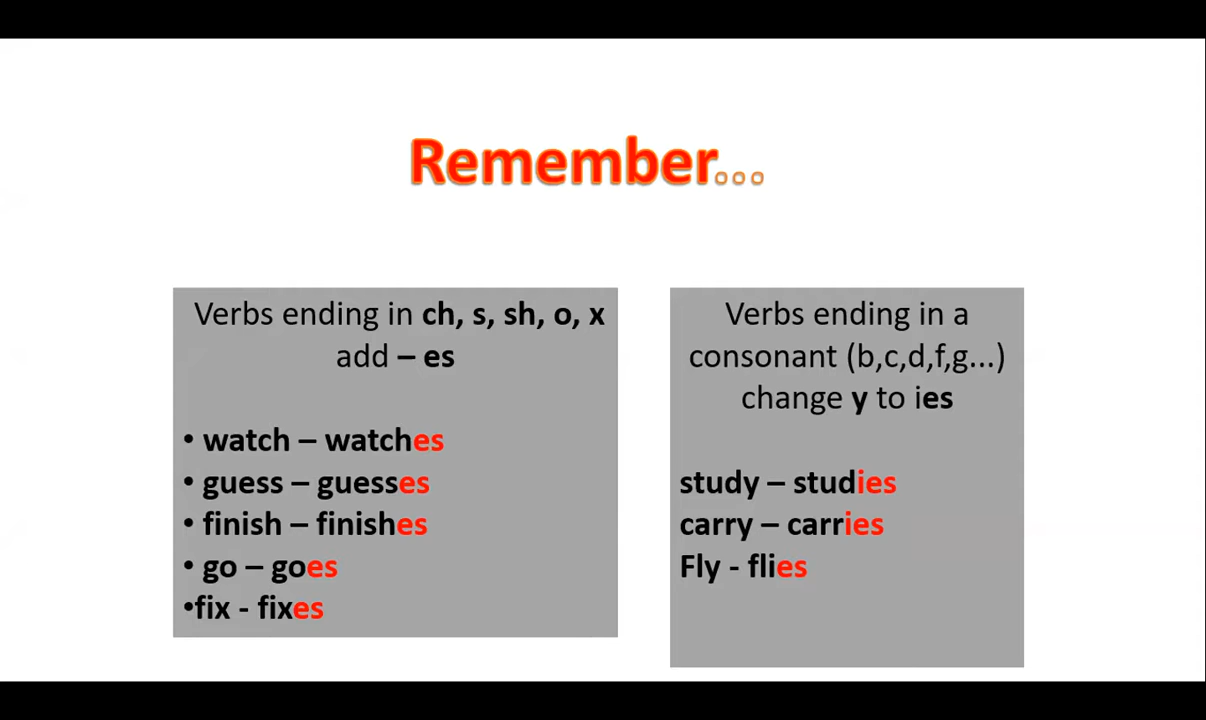 Remember...
Verbs ending in ch, s, sh, o, x
add – es
• watch – watches
• guess – guesses
• finish – finishes
• go – goes
•fix - fixes
Verbs ending in a
consonant (b,c,d,f,g...)
change y to ies
study – studies
carry – carries
Fly - flies